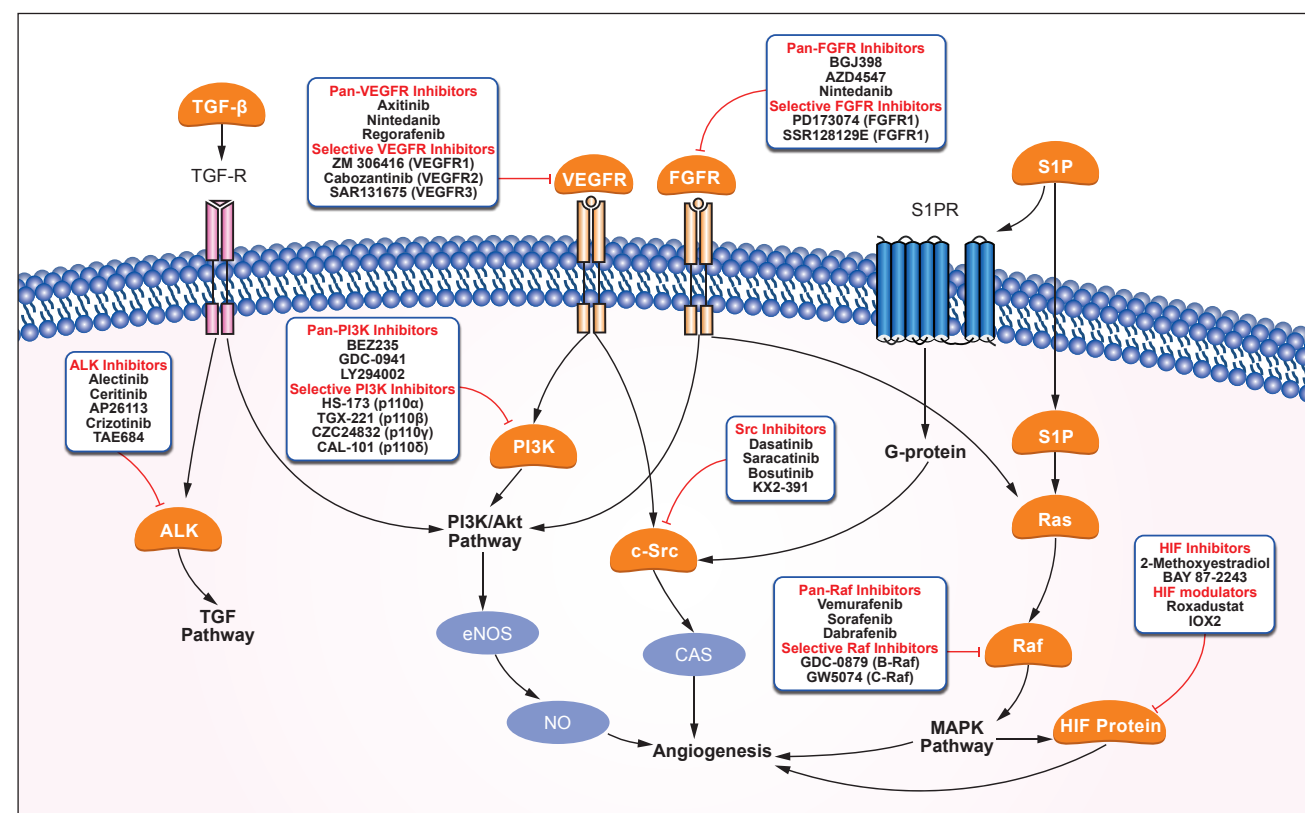 TGF-β
TGF-R
Pan-VEGFR Inhibitors
Axitinib
Nintedanib
Regorafenib
Selective VEGFR Inhibitors
ZM 306416 (VEGFR1)
Cabozantinib (VEGFR2)
SAR131675 (VEGFR3)
VEGFR
FGFR
Pan-FGFR Inhibitors
BGJ398
AZD4547
Nintedanib
Selective FGFR Inhibitors
PD173074 (FGFR1)
SSR128129E (FGFR1)
S1P
S1PR
ALK Inhibitors
Alectinib
Ceritinib
AP26113
Crizotinib
TAE684
Pan-PI3K Inhibitors
BEZ235
GDC-0941
LY294002
Selective PI3K Inhibitors
HS-173 (p110α)
TGX-221 (p110β)
CZC24832 (p110γ)
CAL-101 (p110δ)
PI3K
Src Inhibitors
Dasatinib
Saracatinib
Bosutinib
KX2-391
G-protein
S1P
ALK
PI3K/Akt
Pathway
c-Src
Ras
TGF
Pathway
eNOS
CAS
NO
Angiogenesis
Pan-Raf Inhibitors
Vemurafenib
Sorafenib
Dabrafenib
Selective Raf Inhibitors
GDC-0879 (B-Raf)
GW5074 (C-Raf)
Raf
HIF Inhibitors
2-Methoxyestradiol
BAY 87-2243
HIF modulators
Roxadustat
IOX2
MAPK
Pathway
HIF Protein